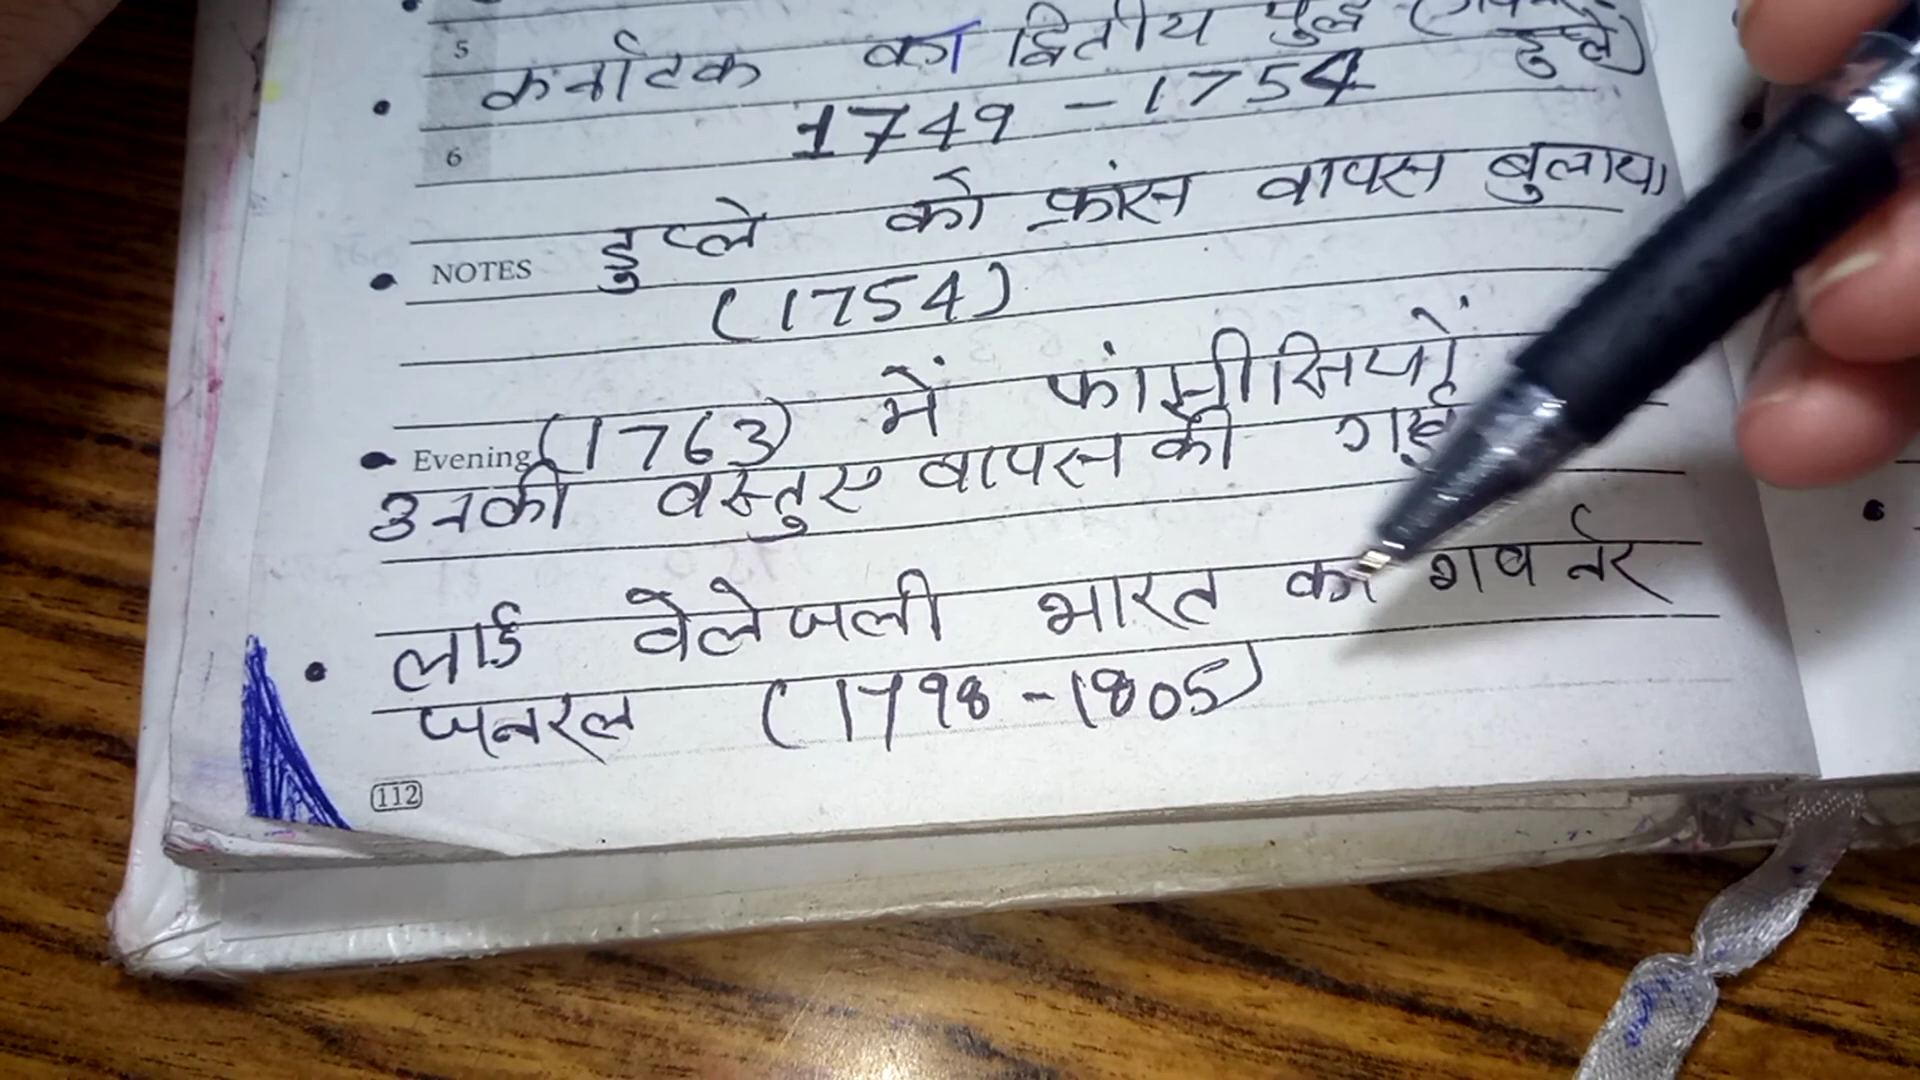 5
कर्नाटक का द्वितीय युद्ध
डुप्ले)
6
1749 - 1754
डुप्ले को फ्रांस वापस बुलाया
NOTES
(1754)
(1763) में फांसीसियों
Evening
उनकी वस्तुए वापस की गई
लार्ड वेलेजली भारत का गवर्नर
जनरल (1798 - 1805)
112